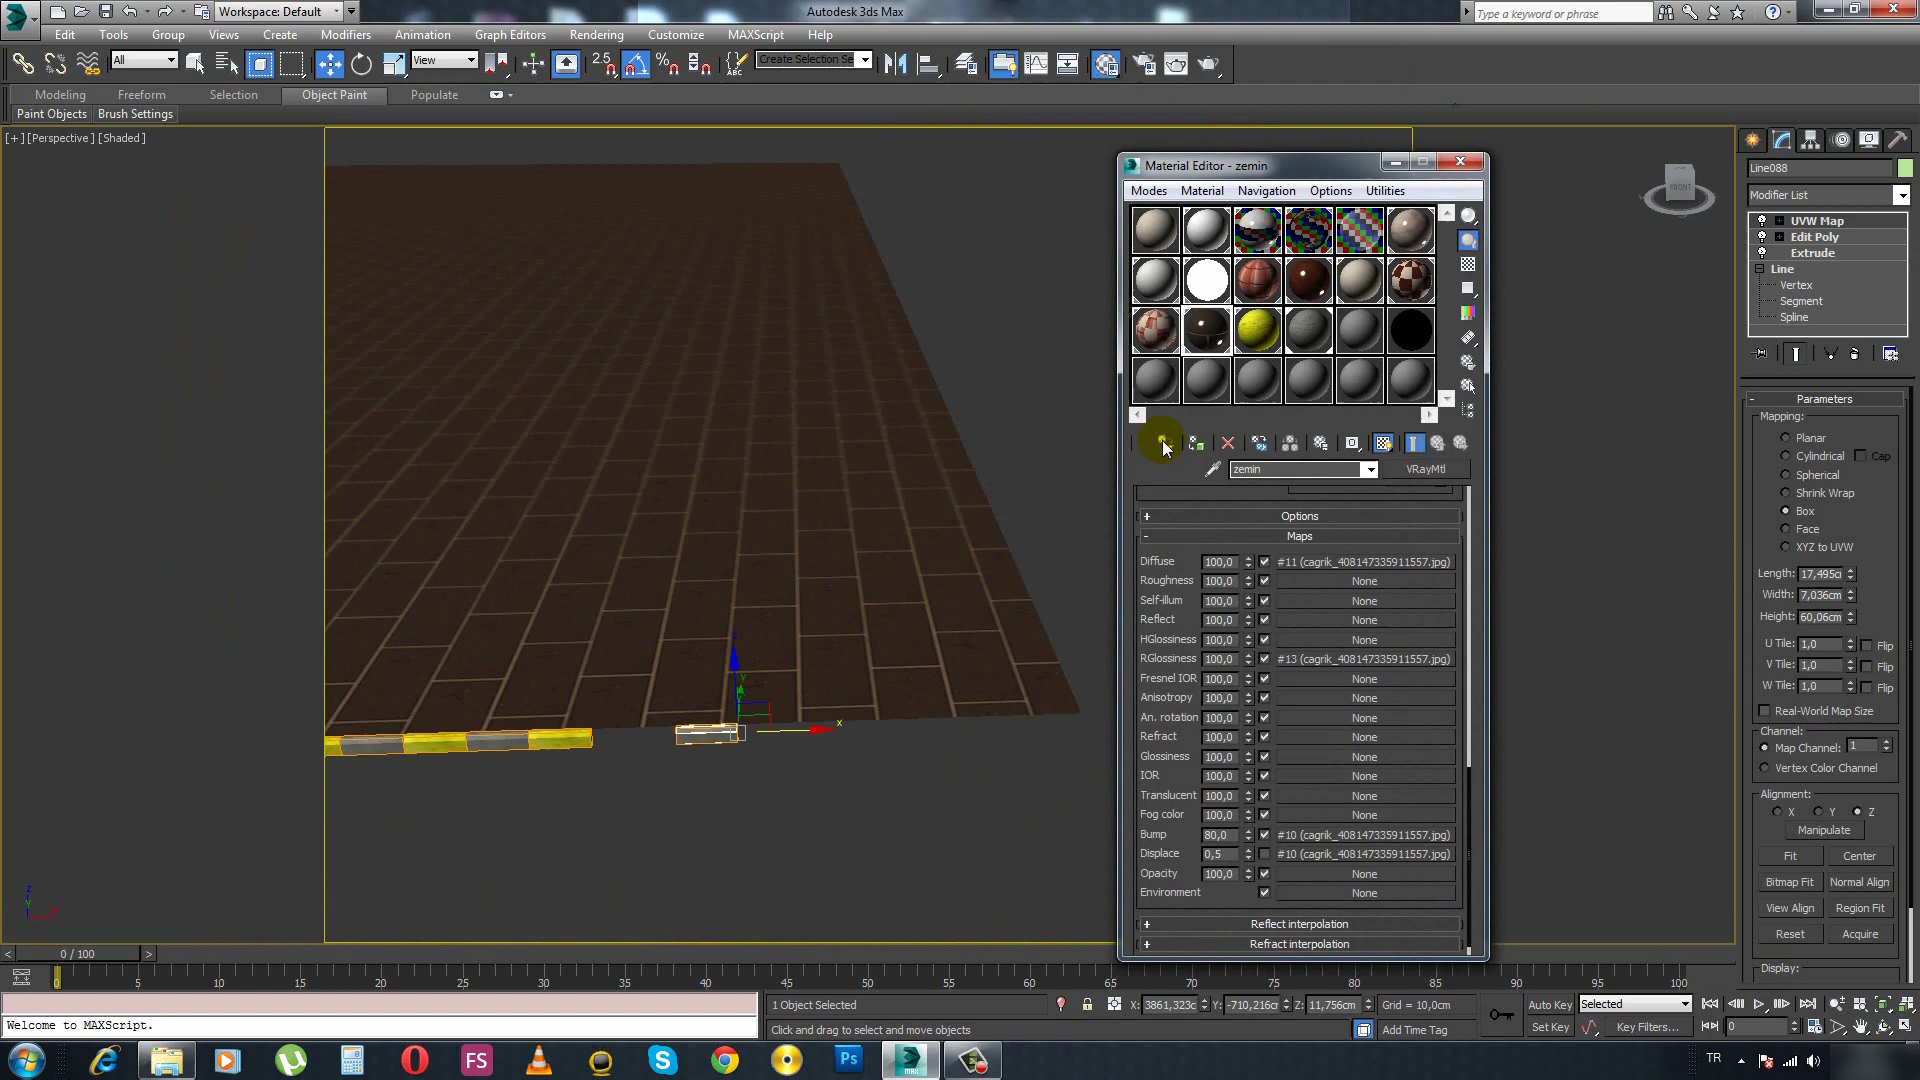 Workspace: Default
Autodesk 3ds Max
Type a keyword or phrase
Edit Tools Group Views Create Modifiers Animation Graph Editors Rendering Customize MAXScript Help
All View 2.5 Create Selection Se
Modeling Freeform Selection Object Paint Populate
Paint Objects Brush Settings
[+] [Perspective] [Shaded]
FRONT
x
y
z
Material Editor - zemin
Modes Material Navigation Options Utilities
zemin VRayMtl
+ Options
- Maps
Diffuse 100,0 #11 (cagrik_408147335911557.jpg)
Roughness 100,0 None
Self-illum 100,0 None
Reflect 100,0 None
HGlossiness 100,0 None
RGlossiness 100,0 #13 (cagrik_408147335911557.jpg)
Fresnel IOR 100,0 None
Anisotropy 100,0 None
An. rotation 100,0 None
Refract 100,0 None
Glossiness 100,0 None
IOR 100,0 None
Translucent 100,0 None
Fog color 100,0 None
Bump 80,0 #10 (cagrik_408147335911557.jpg)
Displace 0,5 #10 (cagrik_408147335911557.jpg)
Opacity 100,0 None
Environment None
+ Reflect interpolation
+ Refract interpolation
Line088
Modifier List
UVW Map
Edit Poly
Extrude
Line
Vertex
Segment
Spline
- Parameters
Mapping:
Planar
Cylindrical Cap
Spherical
Shrink Wrap
Box
Face
XYZ to UVW
Length: 17,495c
Width: 7,036cm
Height: 60,06cm
U Tile: 1,0 Flip
V Tile: 1,0 Flip
W Tile: 1,0 Flip
Real-World Map Size
Channel:
Map Channel: 1
Vertex Color Channel
Alignment:
X Y Z
Manipulate
Fit Center
Bitmap Fit Normal Align
View Align Region Fit
Reset Acquire
Display:
< 0 / 100 >
0 5 10 15 20 25 30 35 40 45 50 55 60 65 70 75 80 85 90 95 100
1 Object Selected X: 3861,323c Y: -710,216cr Z: 11,756cm Grid = 10,0cm Auto Key Selected
Welcome to MAXScript. Click and drag to select and move objects Add Time Tag Set Key Key Filters... 0
FS Ps MAX TR